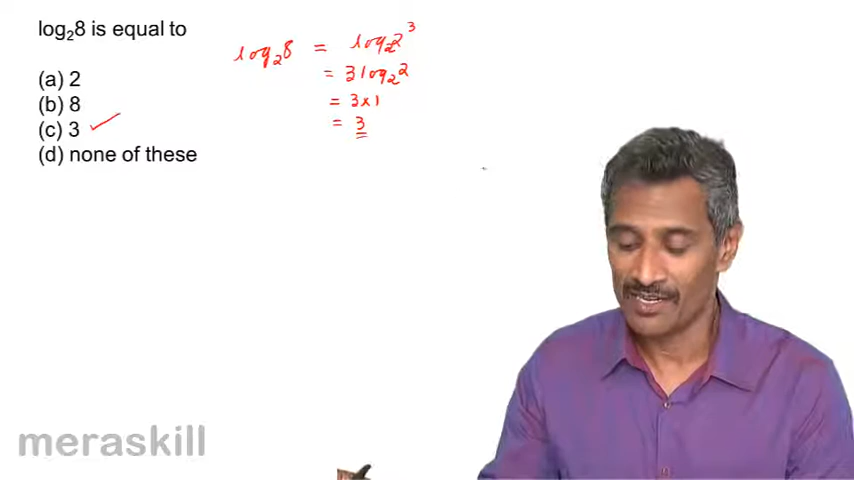 log₂8 is equal to
log₂8 = log₂2³
= 3 log₂2
= 3 x 1
= 3
(a) 2
(b) 8
(c) 3 ✓
(d) none of these
meraskill